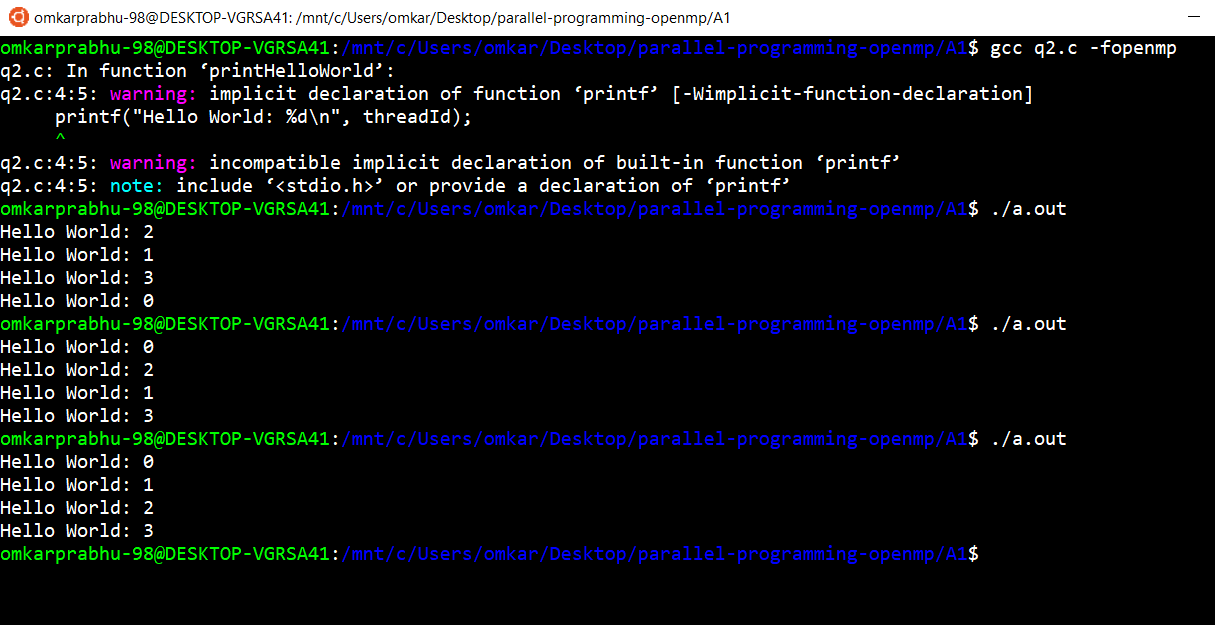 omkarprabhu-98@DESKTOP-VGRSA41: /mnt/c/Users/omkar/Desktop/parallel-programming-openmp/A1
omkarprabhu-98@DESKTOP-VGRSA41:/mnt/c/Users/omkar/Desktop/parallel-programming-openmp/A1$ gcc q2.c -fopenmp
q2.c: In function ‘printHelloWorld’:
q2.c:4:5: warning: implicit declaration of function ‘printf’ [-Wimplicit-function-declaration]
     printf("Hello World: %d\n", threadId);
     ^
q2.c:4:5: warning: incompatible implicit declaration of built-in function ‘printf’
q2.c:4:5: note: include ‘<stdio.h>’ or provide a declaration of ‘printf’
omkarprabhu-98@DESKTOP-VGRSA41:/mnt/c/Users/omkar/Desktop/parallel-programming-openmp/A1$ ./a.out
Hello World: 2
Hello World: 1
Hello World: 3
Hello World: 0
omkarprabhu-98@DESKTOP-VGRSA41:/mnt/c/Users/omkar/Desktop/parallel-programming-openmp/A1$ ./a.out
Hello World: 0
Hello World: 2
Hello World: 1
Hello World: 3
omkarprabhu-98@DESKTOP-VGRSA41:/mnt/c/Users/omkar/Desktop/parallel-programming-openmp/A1$ ./a.out
Hello World: 0
Hello World: 1
Hello World: 2
Hello World: 3
omkarprabhu-98@DESKTOP-VGRSA41:/mnt/c/Users/omkar/Desktop/parallel-programming-openmp/A1$